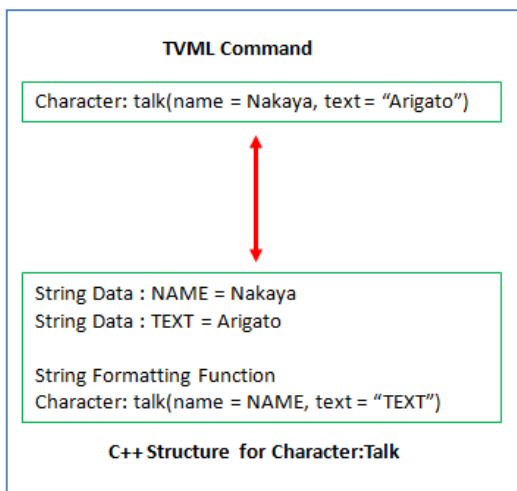 TVML Command
Character: talk(name = Nakaya, text = “Arigato”)
String Data : NAME = Nakaya
String Data : TEXT = Arigato
String Formatting Function
Character: talk(name = NAME, text = “TEXT”)
C++ Structure for Character:Talk